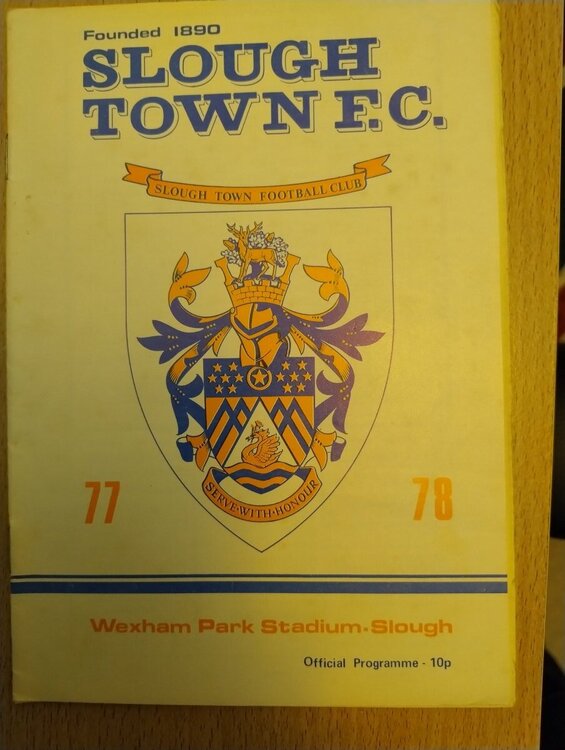 Founded 1890
SLOUGH
TOWN F.C.
SLOUGH TOWN FOOTBALL CLUB
SERVE·WITH·HONOUR
77 78
Wexham Park Stadium-Slough
Official Programme - 10p